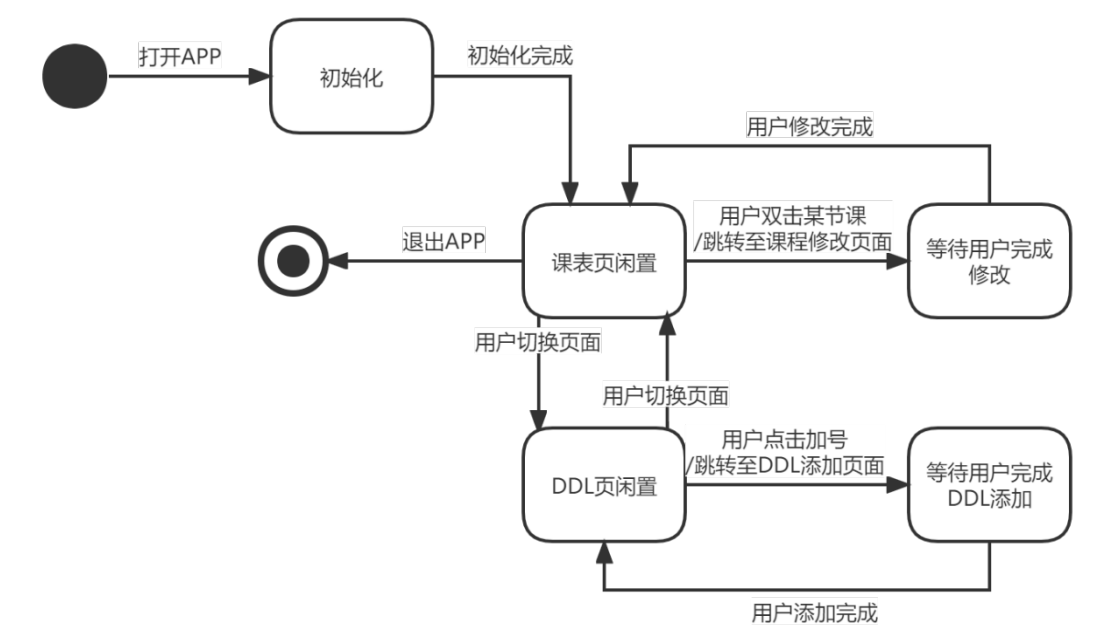 打开APP
初始化
初始化完成
用户修改完成
用户双击某节课
/跳转至课程修改页面
退出APP
课表页闲置
等待用户完成
修改
用户切换页面
用户切换页面
用户点击加号
/跳转至DDL添加页面
DDL页闲置
等待用户完成
DDL添加
用户添加完成